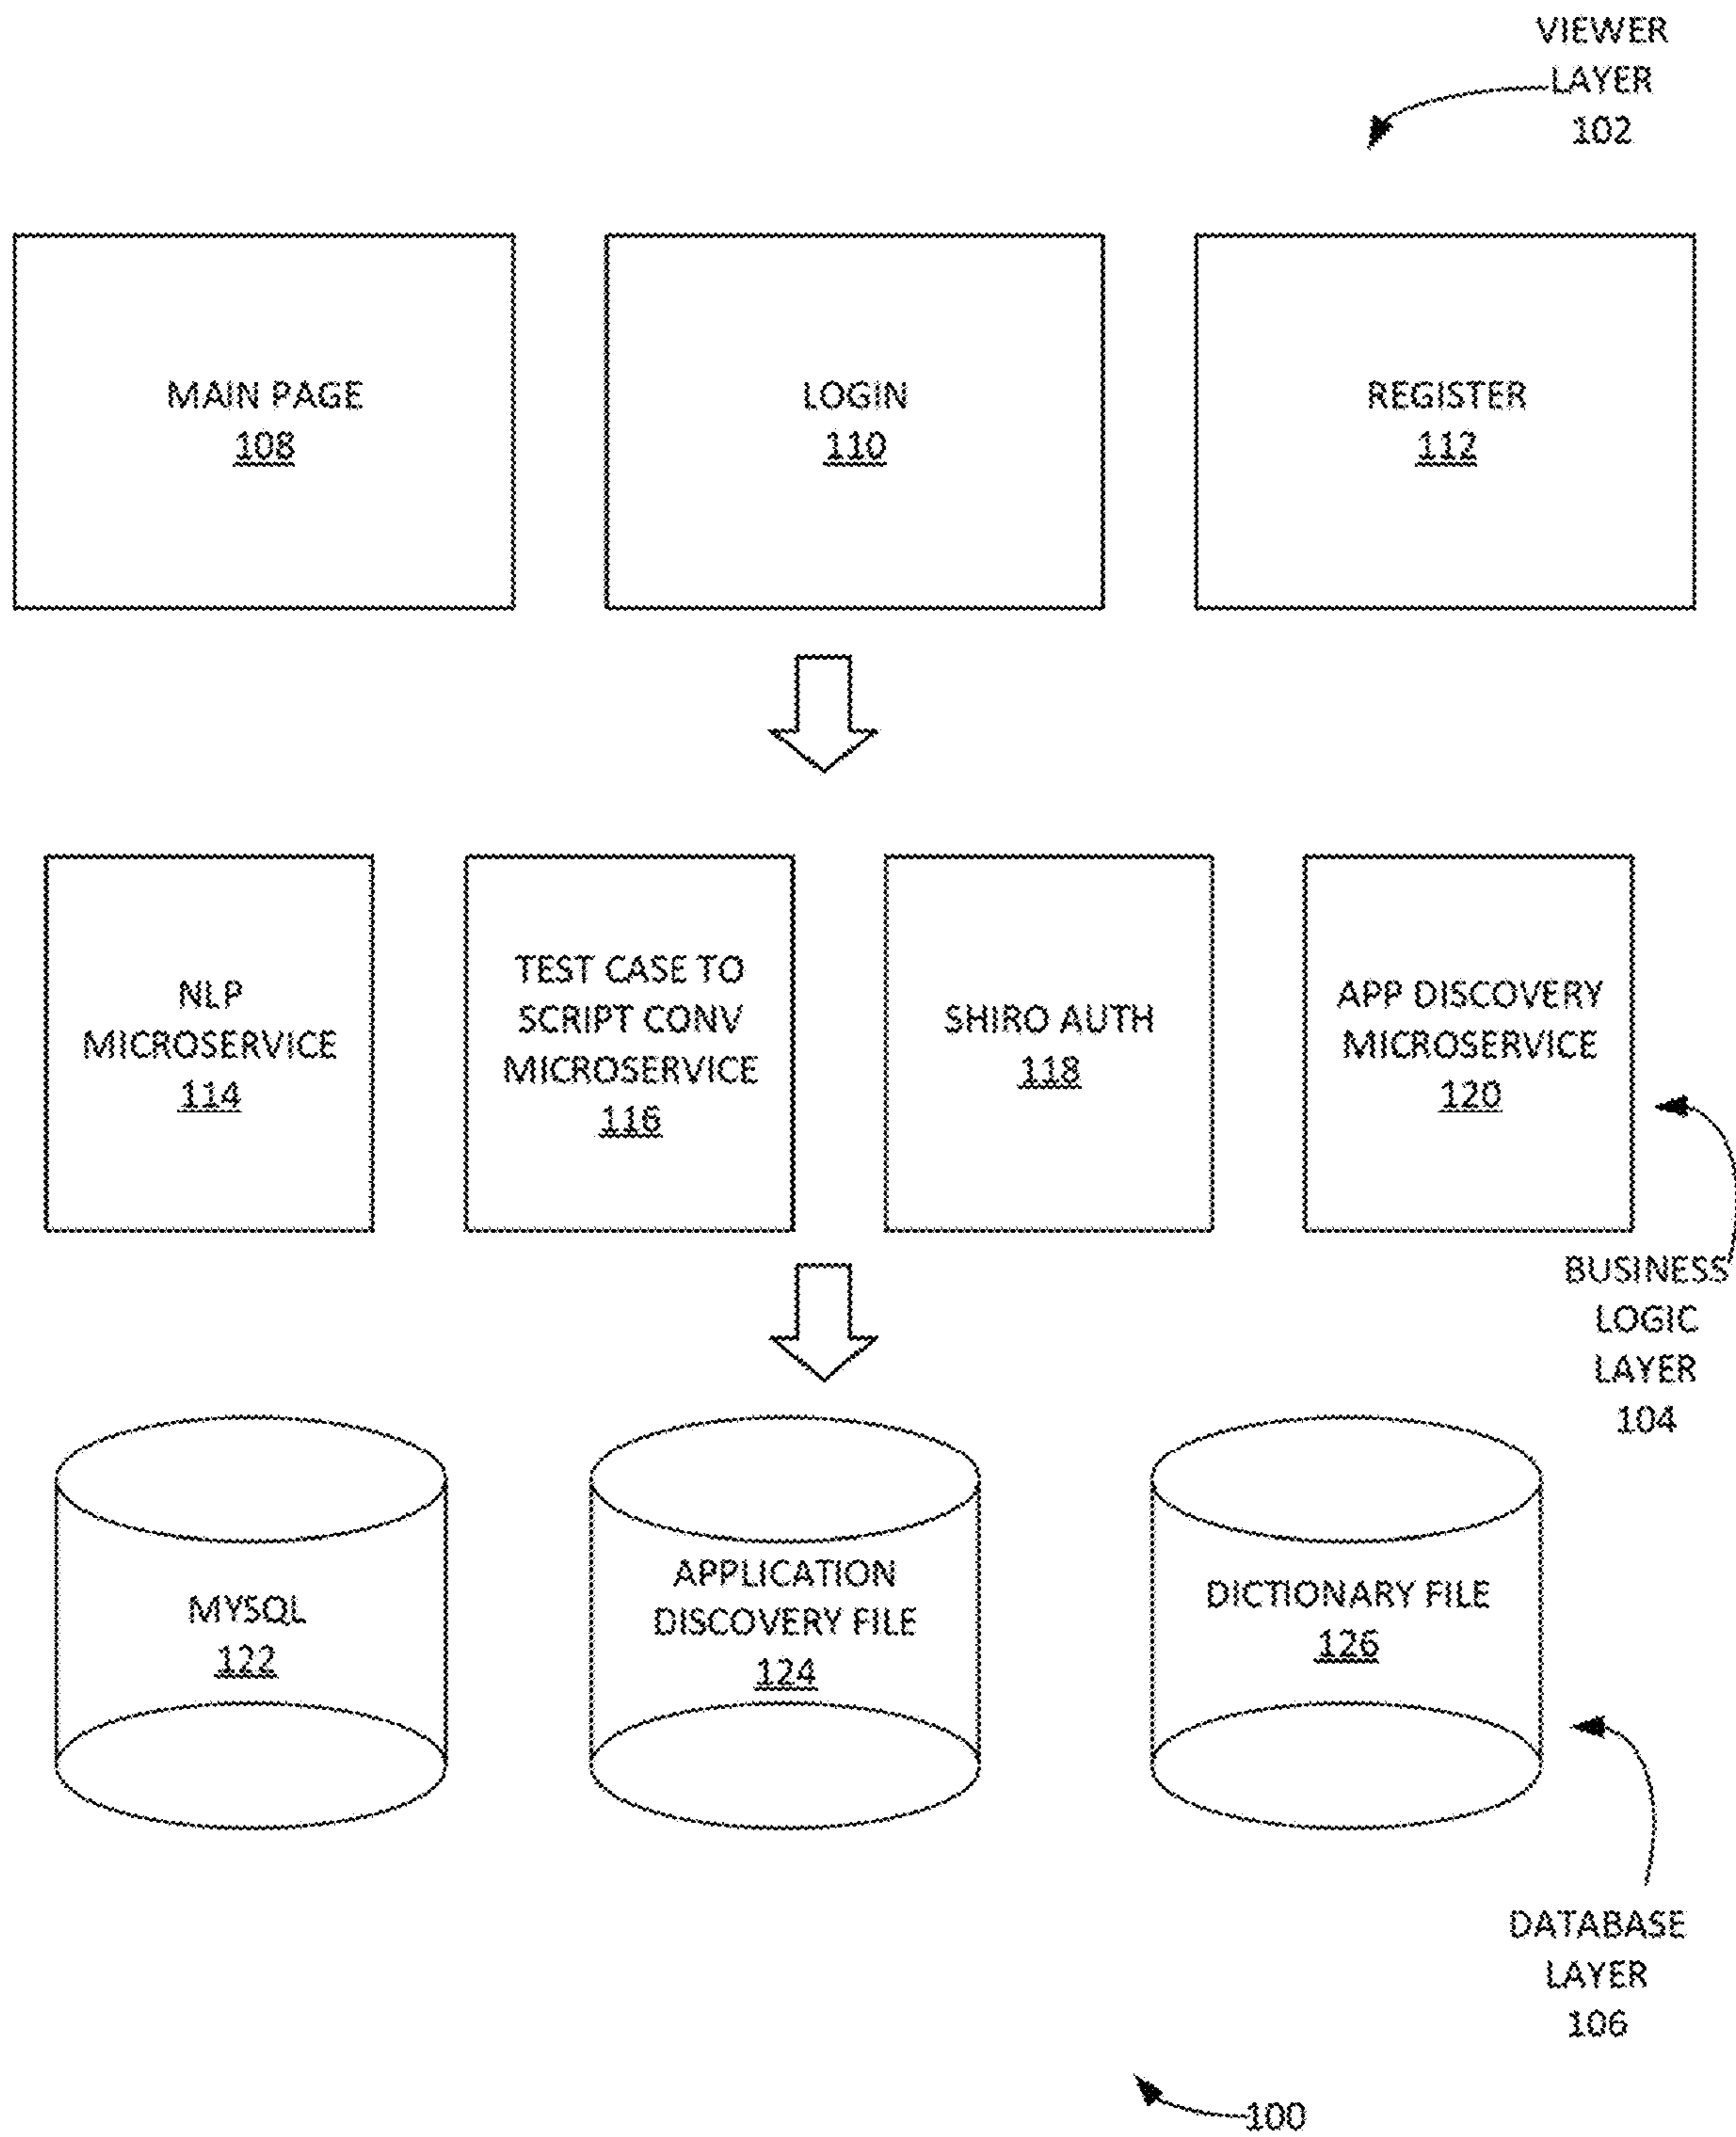 VIEWER
LAYER
102
MAIN PAGE
108
LOGIN
110
REGISTER
112
NLP
MICROSERVICE
114
TEST CASE TO
SCRIPT CONV
MICROSERVICE
116
SHIRO AUTH
118
APP DISCOVERY
MICROSERVICE
120
BUSINESS
LOGIC
LAYER
104
MYSQL
122
APPLICATION
DISCOVERY FILE
124
DICTIONARY FILE
126
DATABASE
LAYER
106
100